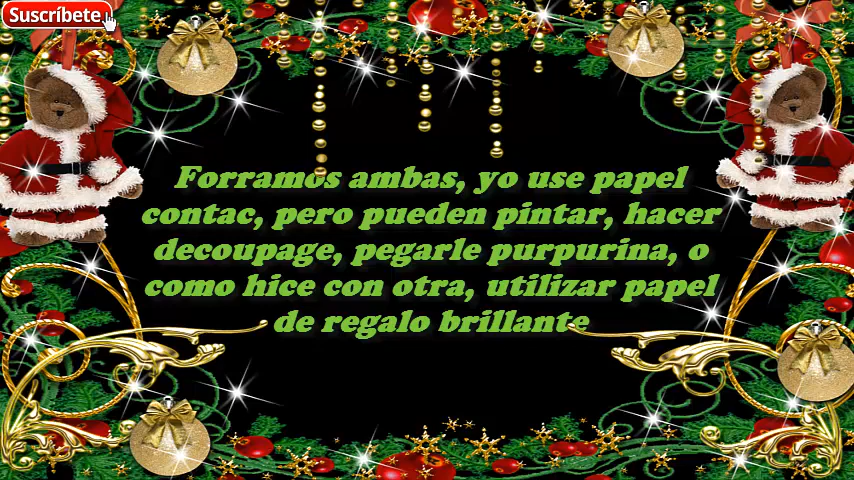 Suscríbete
Forramos ambas, yo use papel
contac, pero pueden pintar, hacer
decoupage, pegarle purpurina, o
como hice con otra, utilizar papel
de regalo brillante